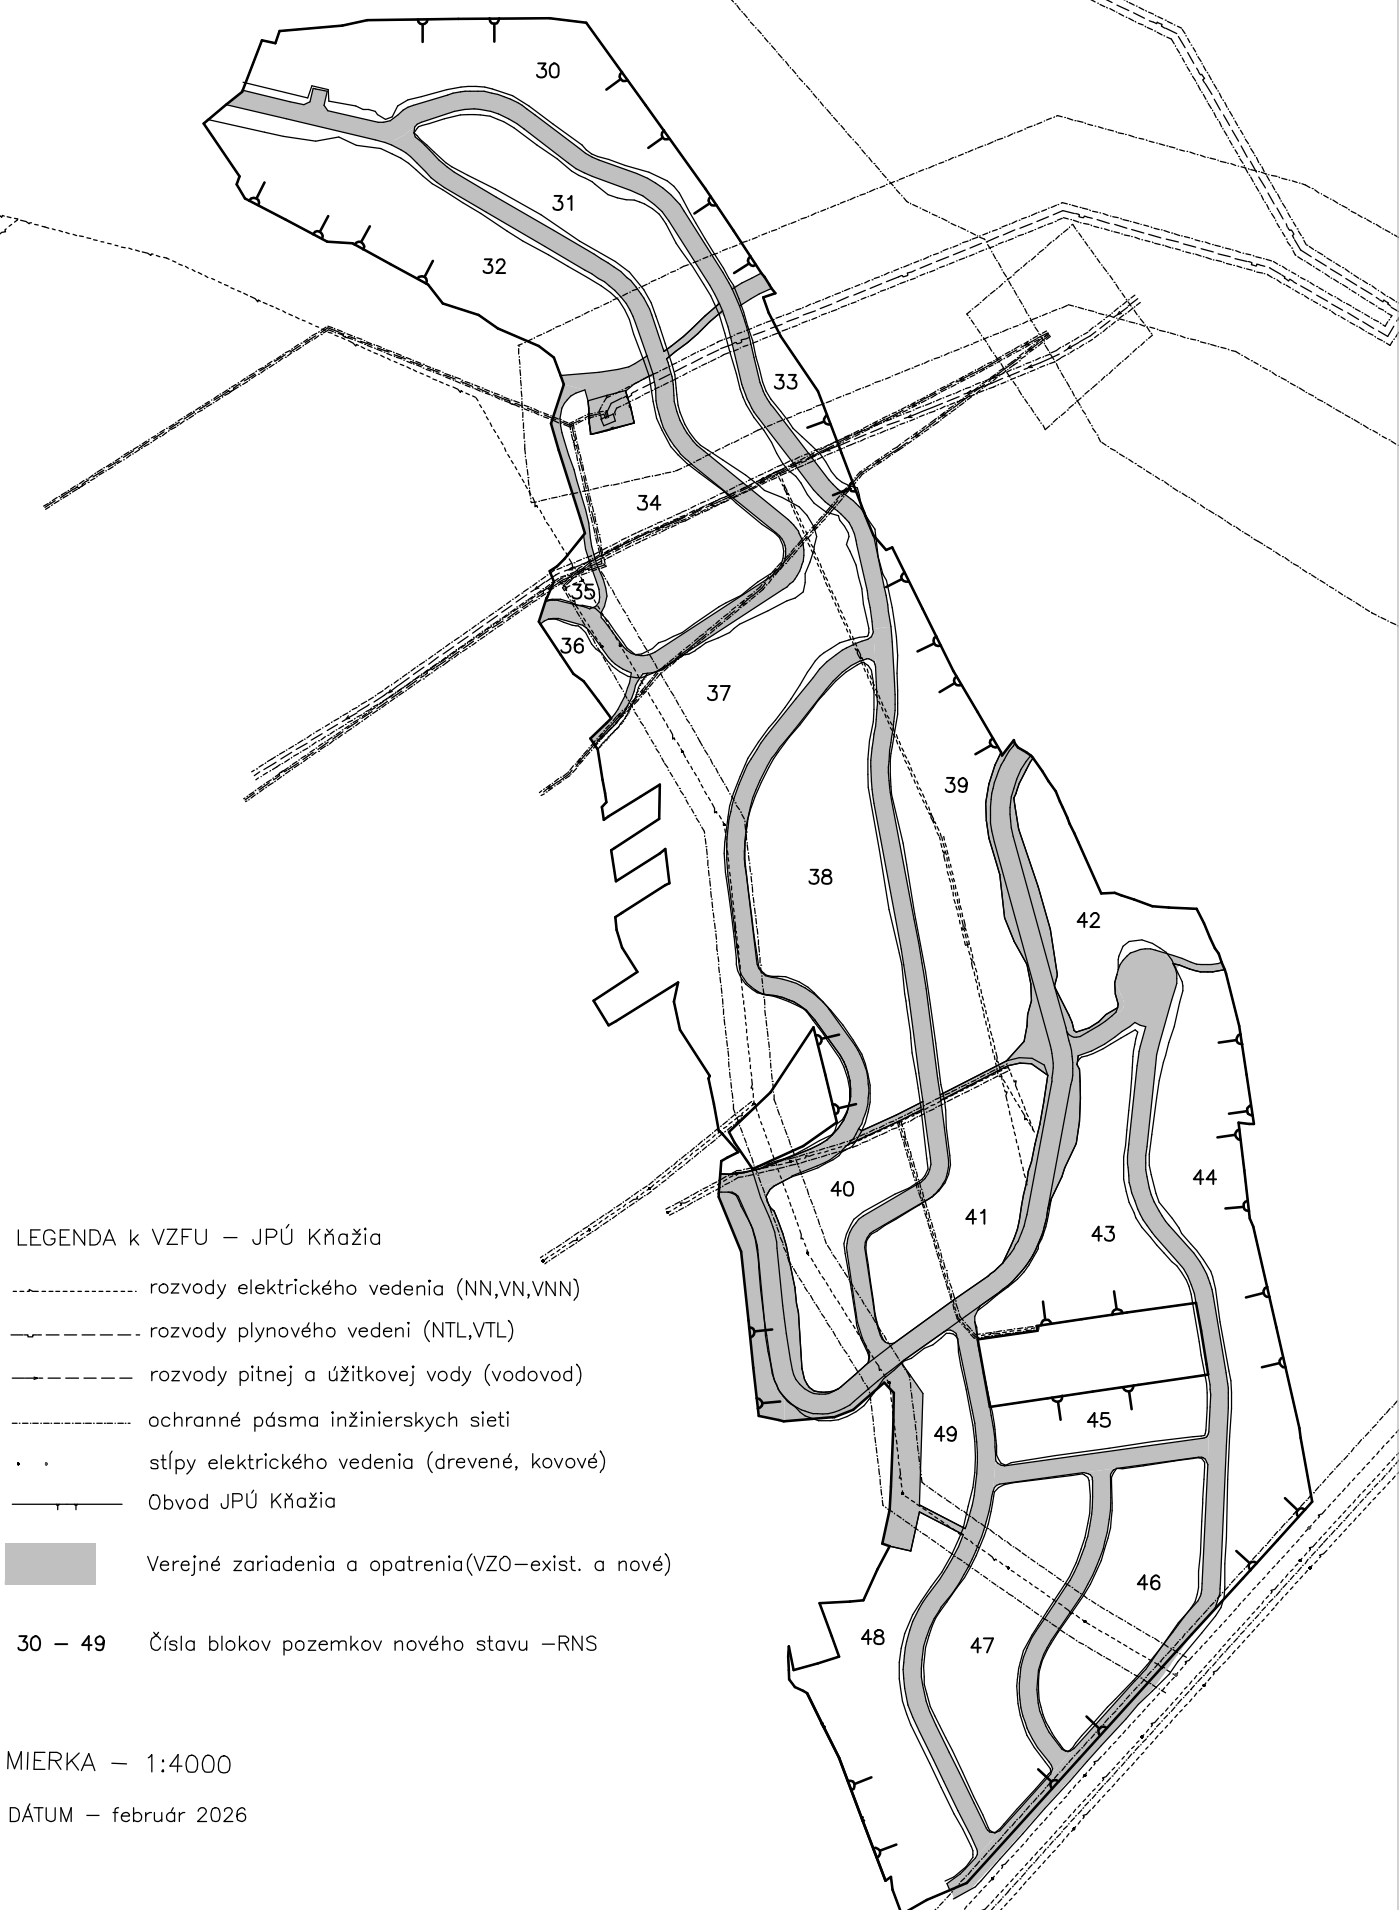 30
31
32
33
34
35
36
37
39
38
42
40
41
44
43
45
49
46
47
48
LEGENDA k VZFU – JPÚ Kňažia
rozvody elektrického vedenia (NN,VN,VNN)
rozvody plynového vedeni (NTL,VTL)
rozvody pitnej a úžitkovej vody (vodovod)
ochranné pásma inžinierskych sieti
stĺpy elektrického vedenia (drevené, kovové)
Obvod JPÚ Kňažia
Verejné zariadenia a opatrenia(VZO–exist. a nové)
30 – 49 Čísla blokov pozemkov nového stavu –RNS
MIERKA – 1:4000
DÁTUM – február 2026